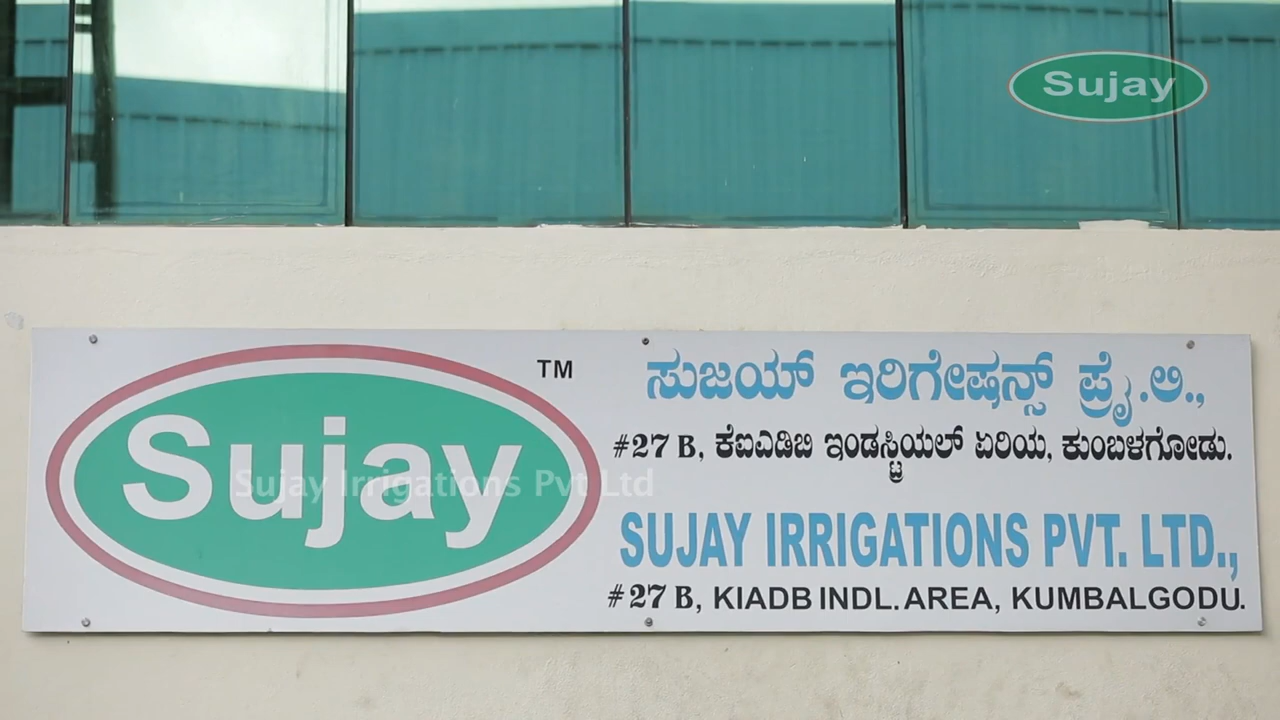 Sujay
Sujay
TM
ಸುಜಯ್ ಇರಿಗೇಷನ್ಸ್ ಪ್ರೈ.ಲಿ.,
#27 B, ಕೆಐಎಡಿಬಿ ಇಂಡಸ್ಟ್ರಿಯಲ್ ಏರಿಯ, ಕುಂಬಳಗೋಡು.
Sujay Irrigations Pvt Ltd
SUJAY IRRIGATIONS PVT. LTD.,
#27 B, KIADB INDL. AREA, KUMBALGODU.